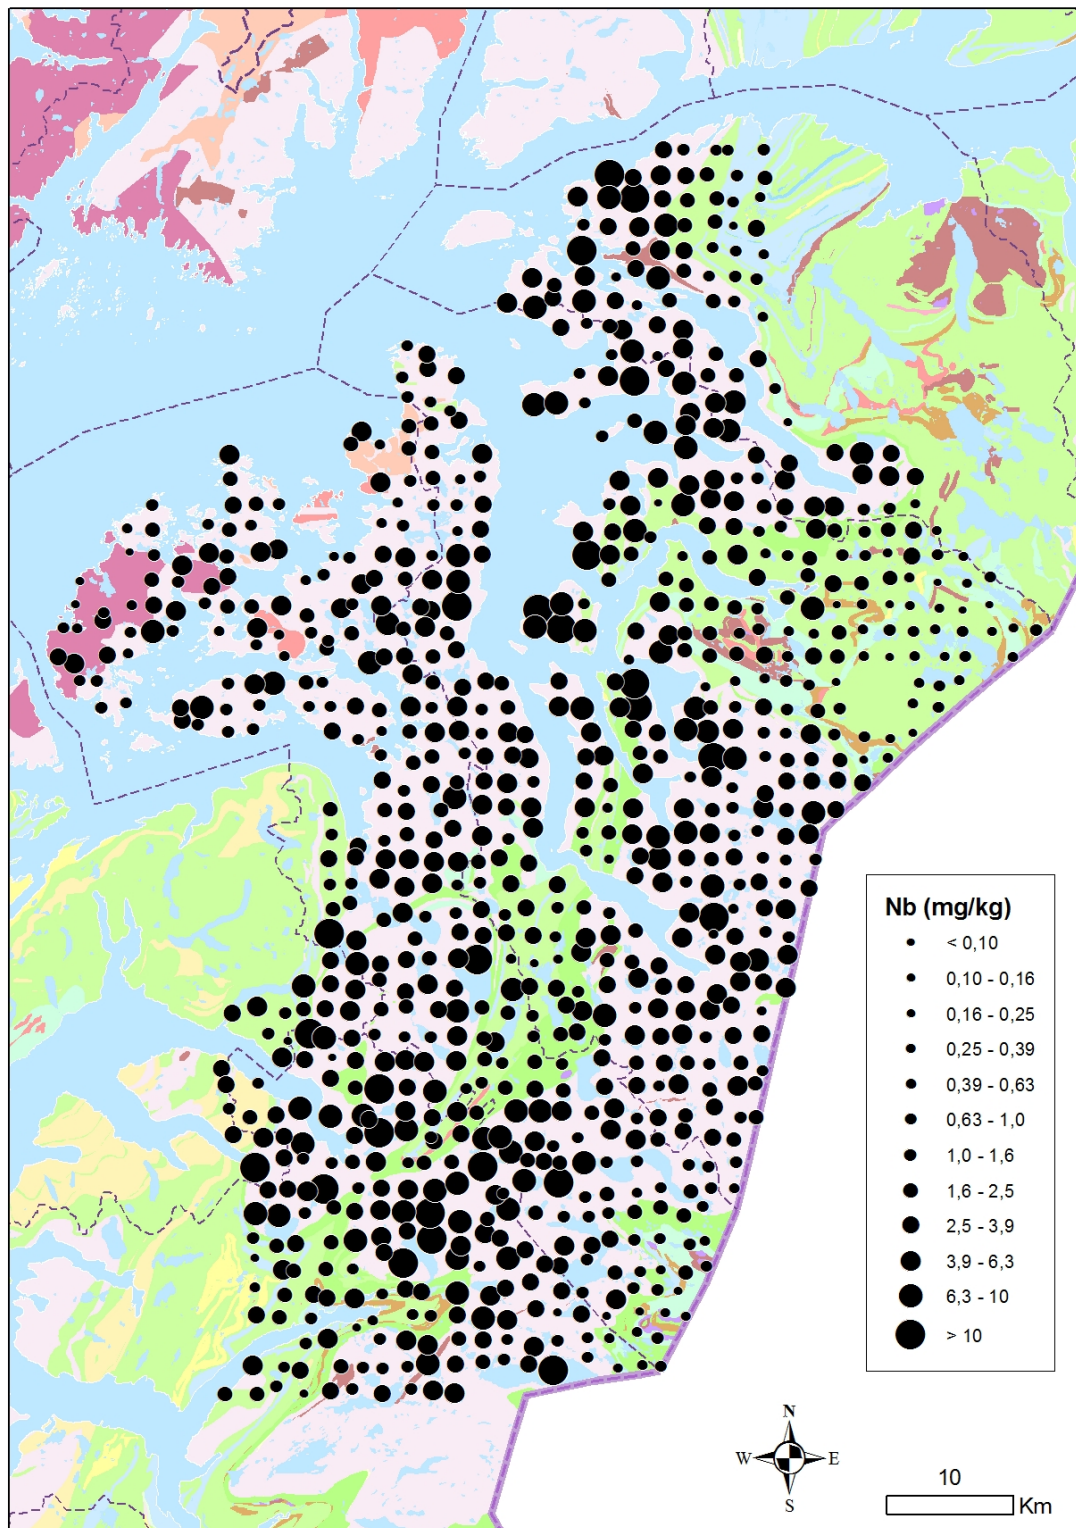 Nb (mg/kg)
< 0,10
0,10 - 0,16
0,16 - 0,25
0,25 - 0,39
0,39 - 0,63
0,63 - 1,0
1,0 - 1,6
1,6 - 2,5
2,5 - 3,9
3,9 - 6,3
6,3 - 10
> 10
N
W E
S
10
Km